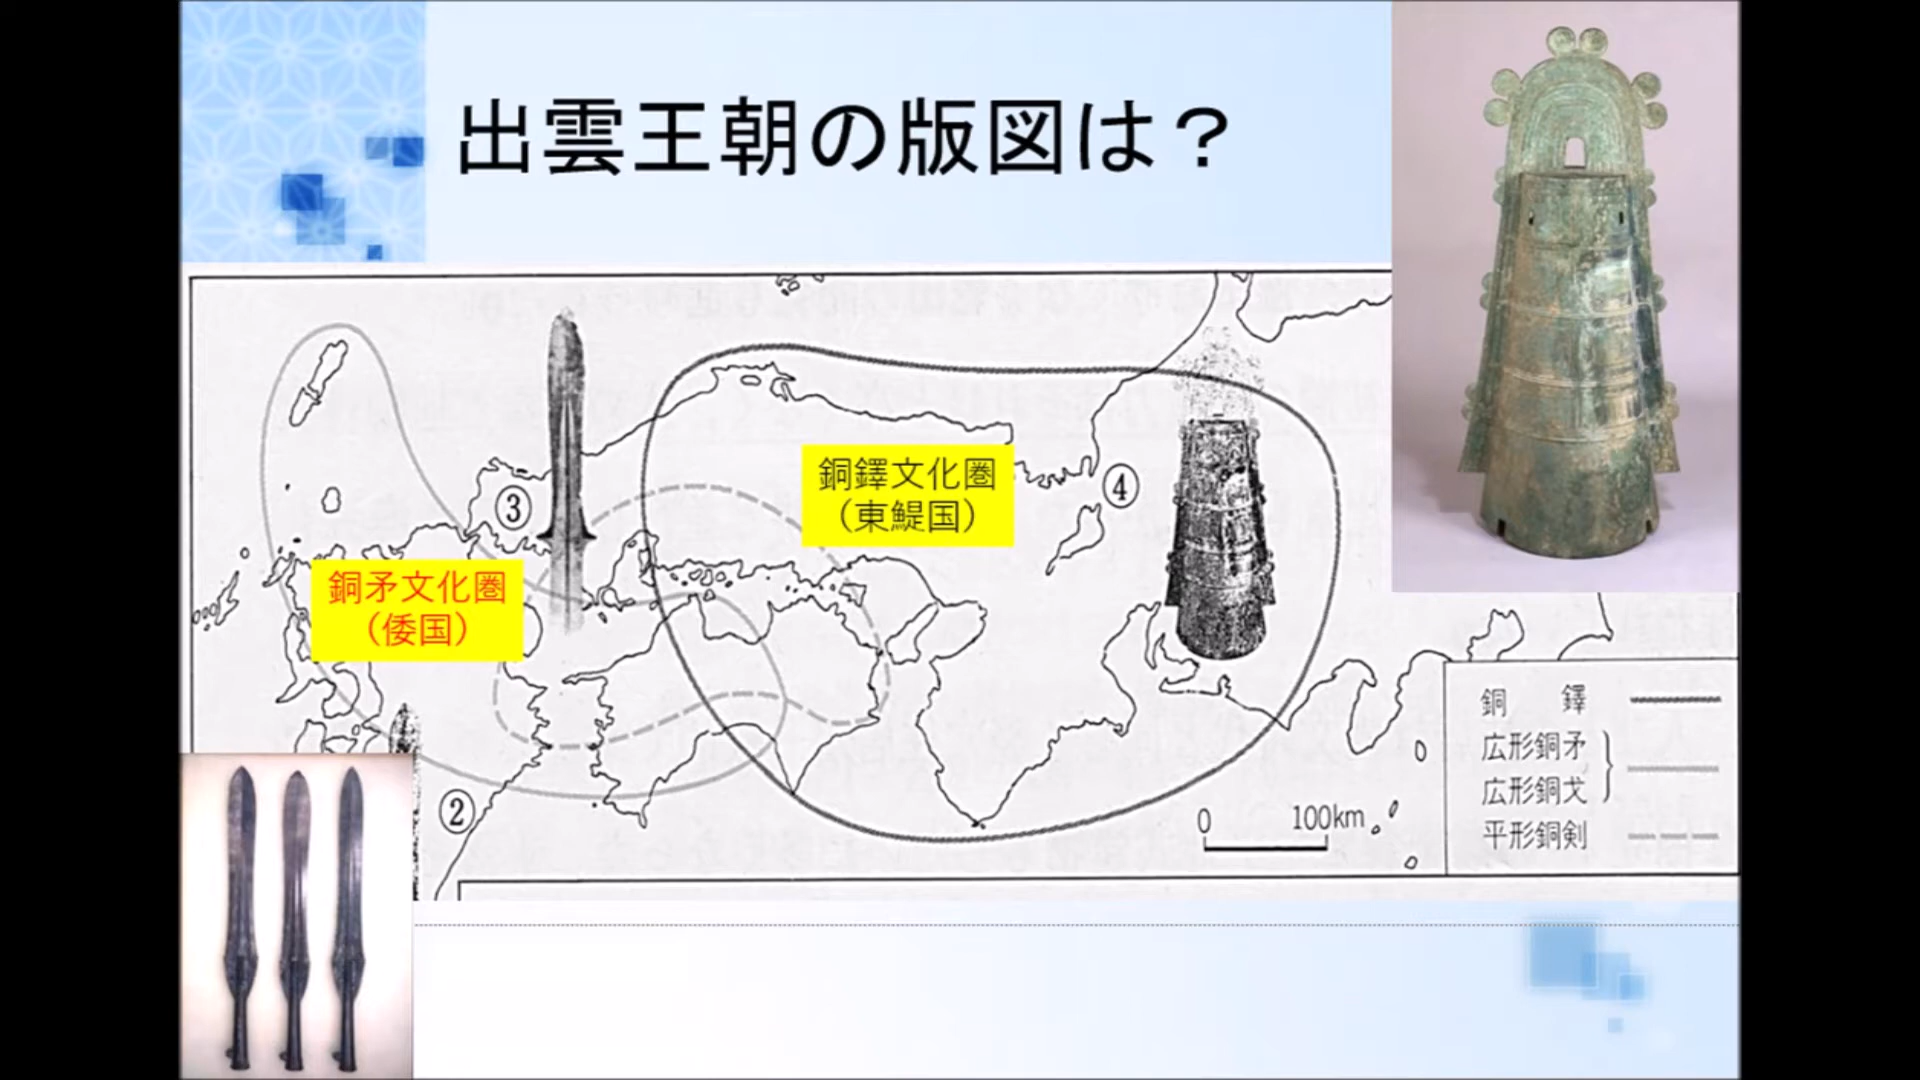 出雲王朝の版図は？
銅鐸文化圏
（東鯷国）
③
④
銅矛文化圏
（倭国）
②
0 100km
銅 鐸
広形銅矛
広形銅戈
平形銅剣